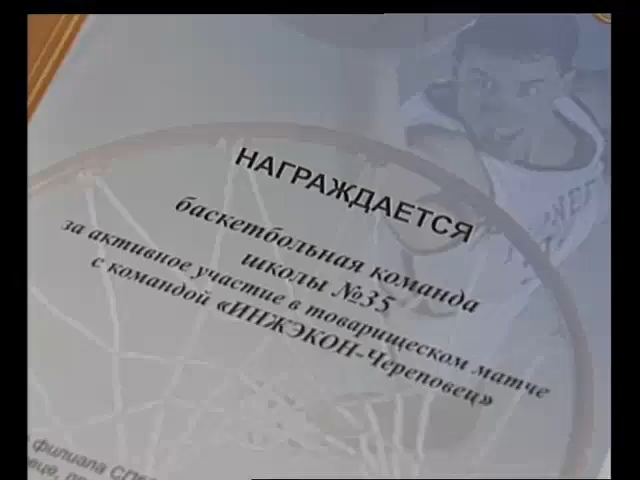 НАГРАЖДАЕТСЯ
баскетбольная команда
школы №35
за активное участие в товарищеском матче
с командой «ИНЖЭКОН-Череповец»
филиала